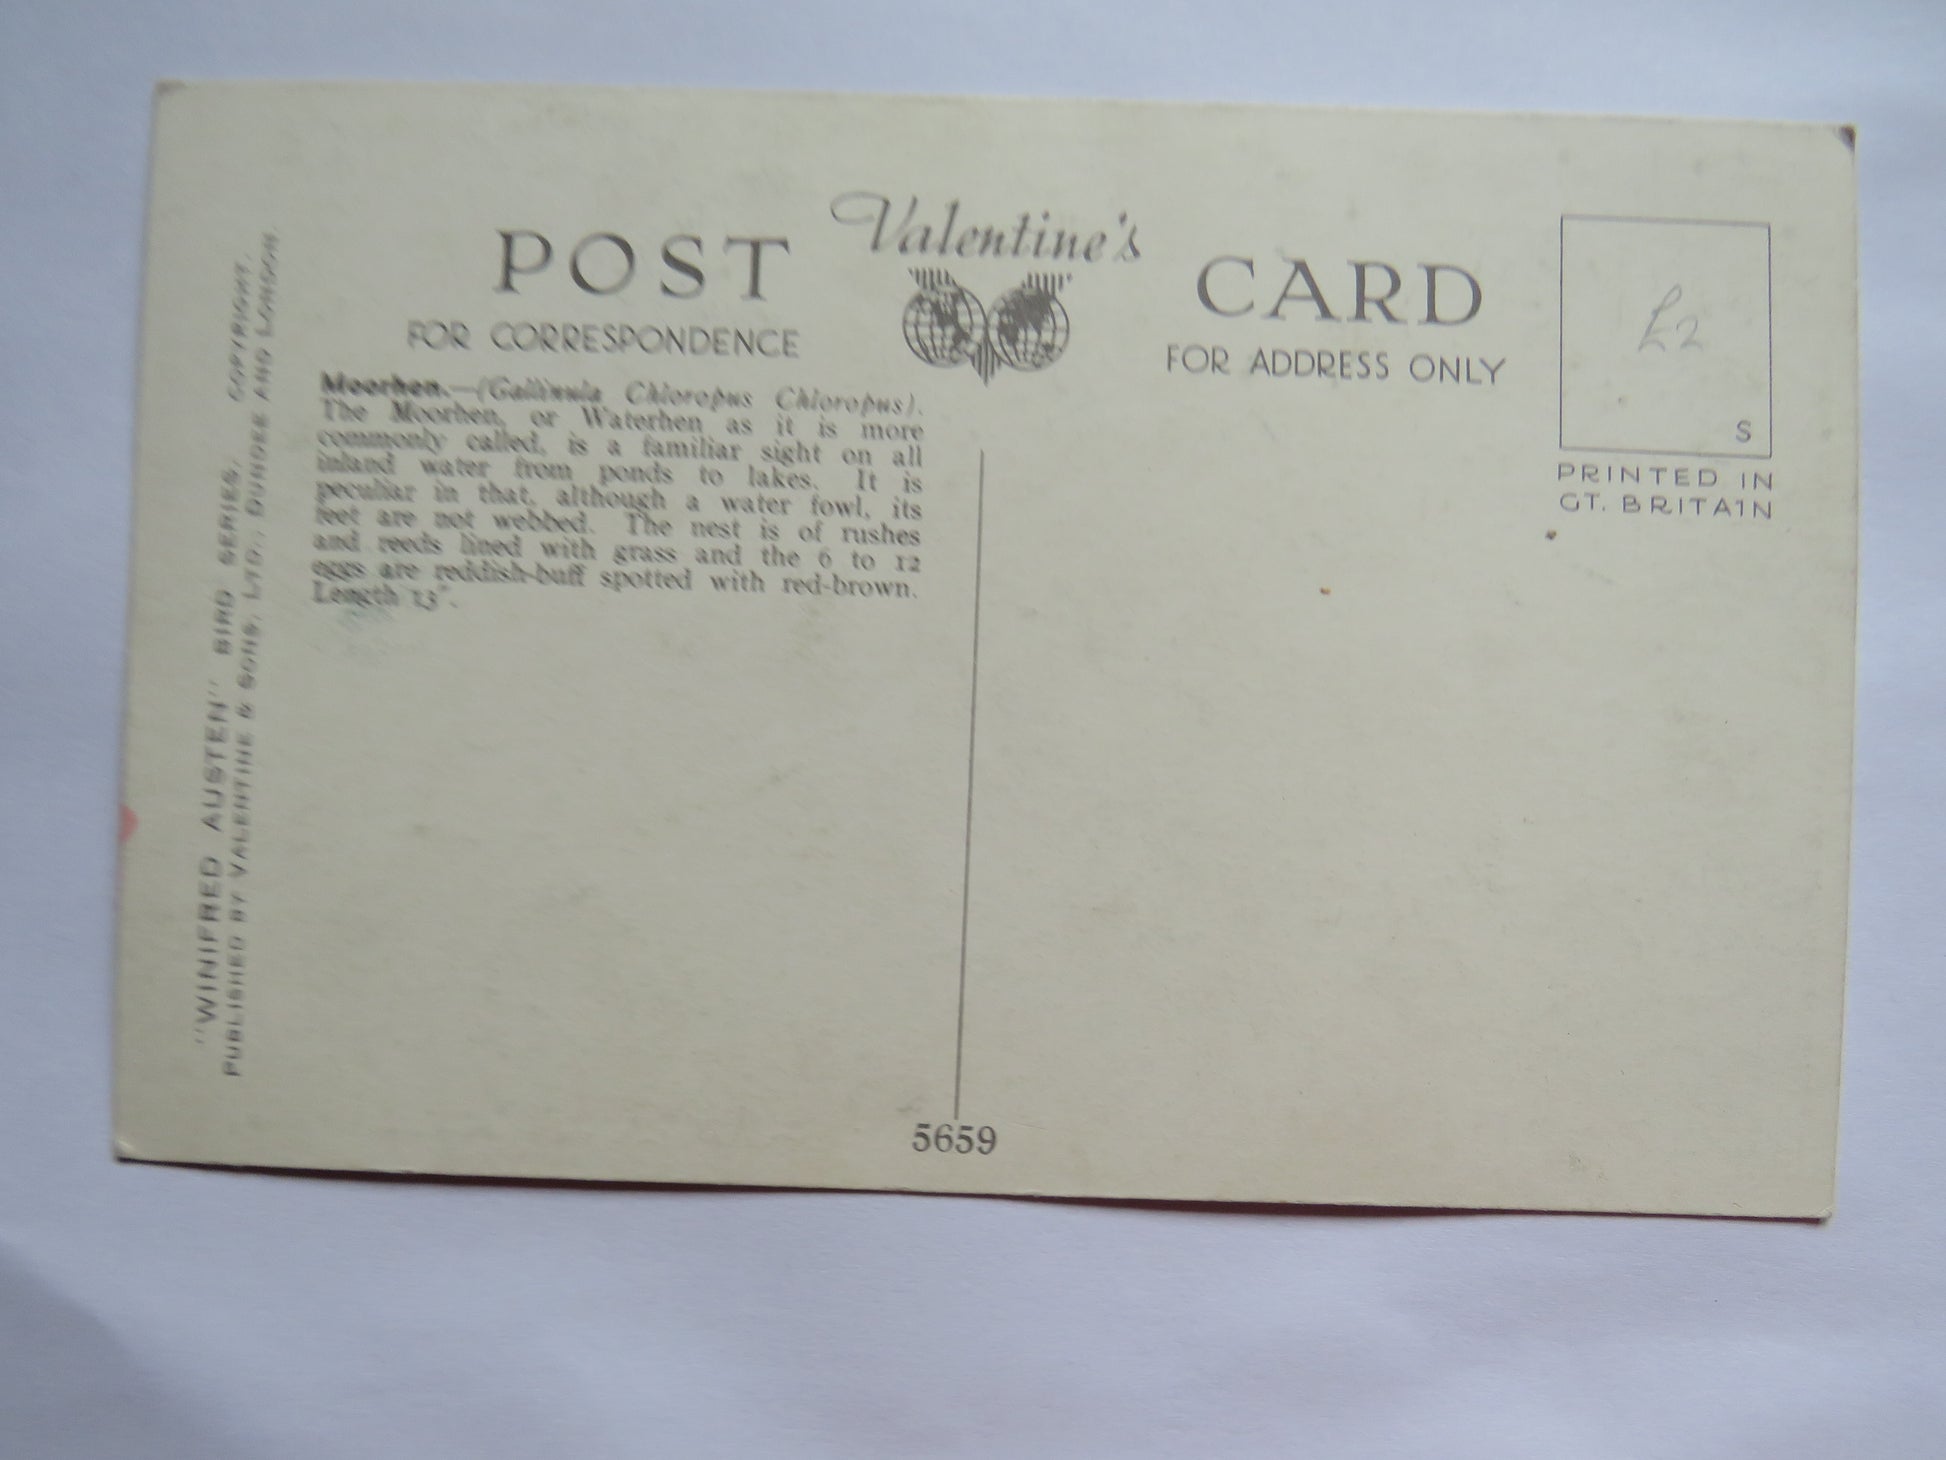 Valentine's
POST CARD
FOR CORRESPONDENCE
FOR ADDRESS ONLY
£2
S
PRINTED IN
GT. BRITAIN
Moorhen.—(Gallinula Chloropus Chloropus).
The Moorhen, or Waterhen as it is more
commonly called, is a familiar sight on all
inland water from ponds to lakes. It is
peculiar in that, although a water fowl, its
feet are not webbed. The nest is of rushes
and reeds lined with grass and the 6 to 12
eggs are reddish-buff spotted with red-brown.
Length 13".
"WINIFRED AUSTEN" BIRD SERIES. COPYRIGHT.
PUBLISHED BY VALENTINE & SONS, LTD., DUNDEE AND LONDON.
5659